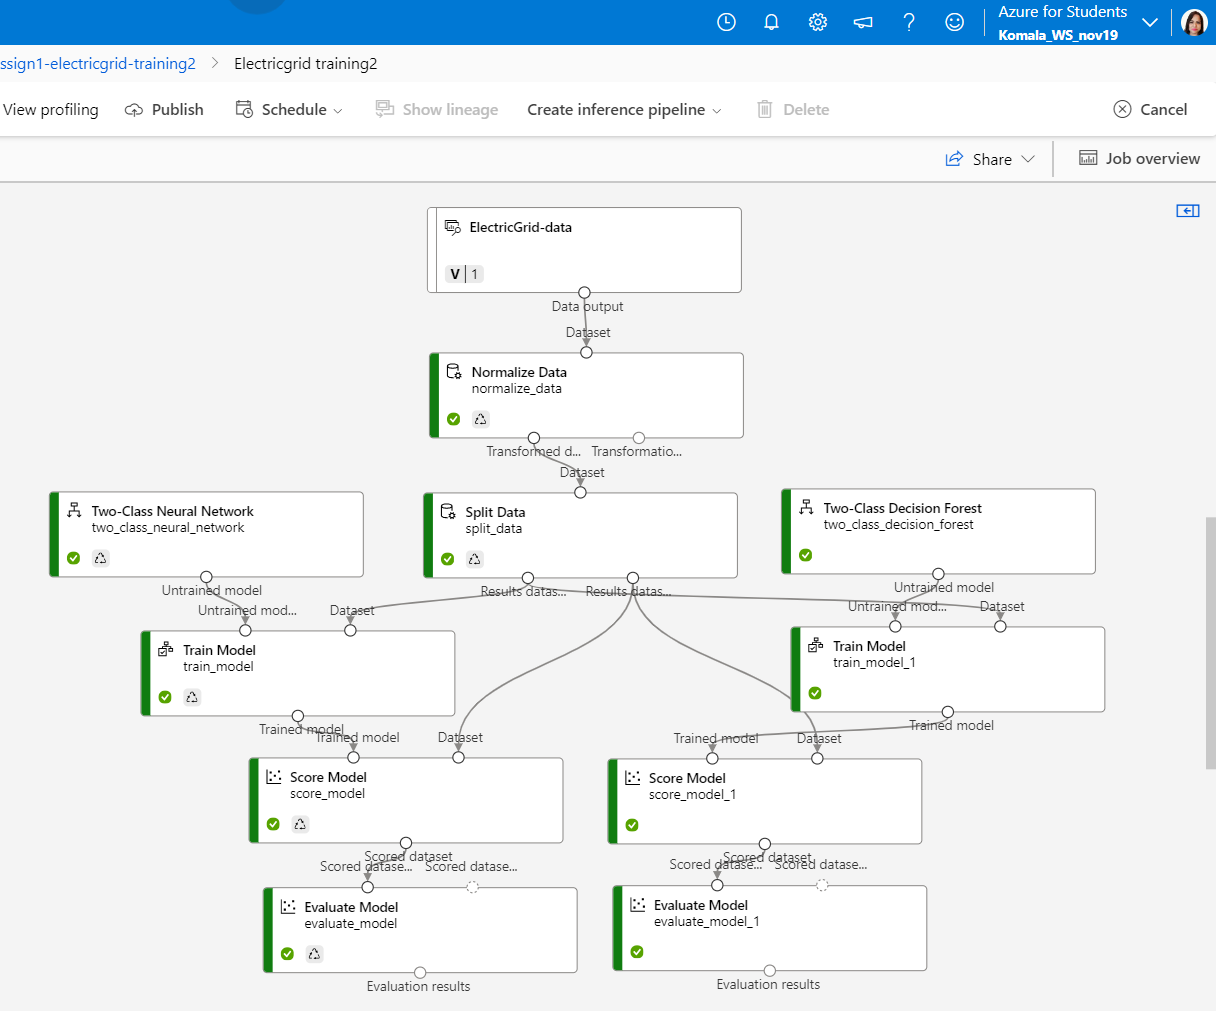 Azure for Students
Komala_WS_nov19
ssign1-electricgrid-training2 > Electricgrid training2
View profiling Publish Schedule Show lineage Create inference pipeline Delete Cancel
Share Job overview
ElectricGrid-data
V 1
Data output
Dataset
Normalize Data
normalize_data
Transformed d... Transformatio...
Dataset
Two-Class Neural Network
two_class_neural_network
Split Data
split_data
Two-Class Decision Forest
two_class_decision_forest
Untrained model
Results datas... Results datas...
Untrained model
Untrained mod... Dataset
Untrained mod... Dataset
Train Model
train_model
Train Model
train_model_1
Trained model
Trained model
Trained model Dataset
Trained model Dataset
Score Model
score_model
Score Model
score_model_1
Scored dataset
Scored datase... Scored datase...
Scored dataset
Scored datase... Scored datase...
Evaluate Model
evaluate_model
Evaluate Model
evaluate_model_1
Evaluation results
Evaluation results